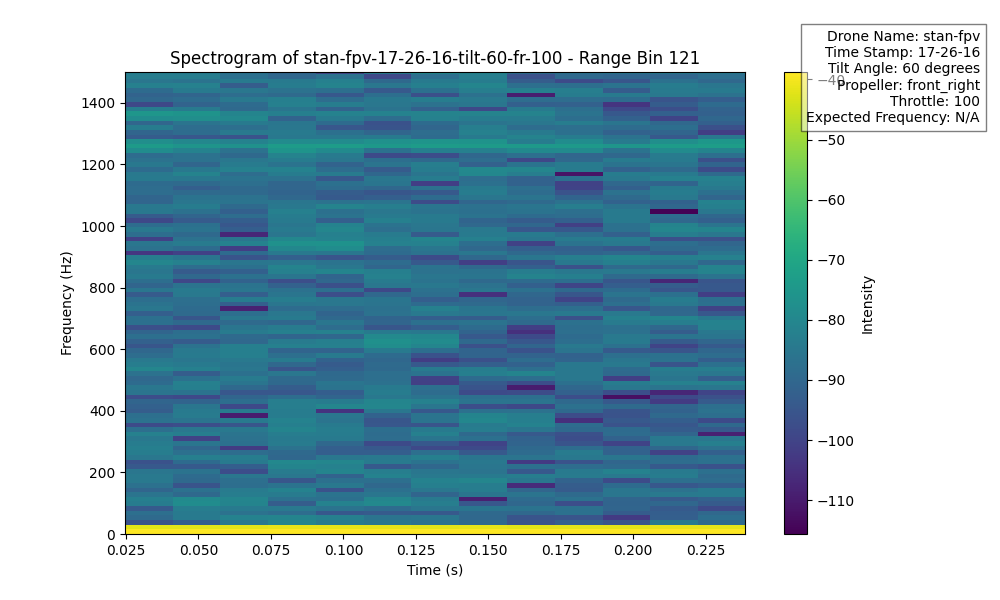 Spectrogram of stan-fpv-17-26-16-tilt-60-fr-100 - Range Bin 121
Drone Name: stan-fpv
Time Stamp: 17-26-16
Tilt Angle: 60 degrees
Propeller: front_right
Throttle: 100
Expected Frequency: N/A
Frequency (Hz)
1400
1200
1000
800
600
400
200
0
0.025
0.050
0.075
0.100
0.125
0.150
0.175
0.200
0.225
Time (s)
−40
−50
−60
−70
−80
−90
−100
−110
Intensity